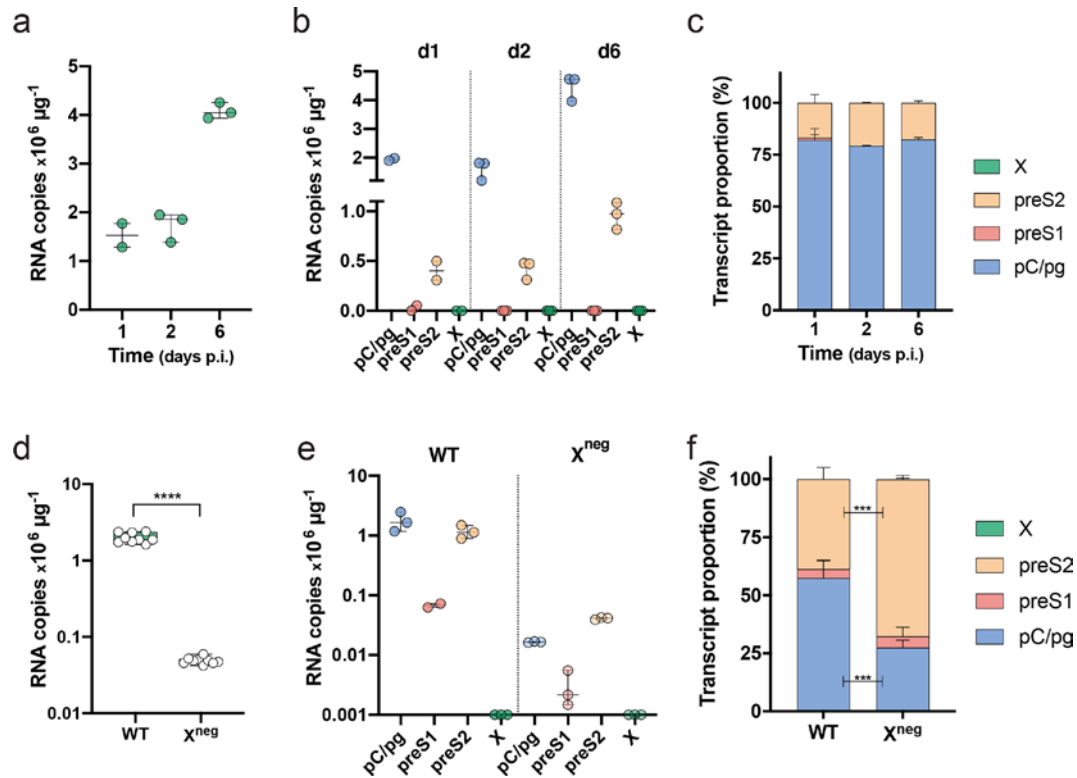 a
RNA copies x10⁶ µg⁻¹
5
4
3
2
1
0
1 2 6
Time (days p.i.)
b
d1 d2 d6
RNA copies x10⁶ µg⁻¹
5
4
3
2
1.0
0.5
0.0
pC/pg preS1 preS2 X pC/pg preS1 preS2 X pC/pg preS1 preS2 X
c
Transcript proportion (%)
100
75
50
25
0
1 2 6
Time (days p.i.)
X
preS2
preS1
pC/pg
d
RNA copies x10⁶ µg⁻¹
10
1
0.1
0.01
****
WT Xneg
e
WT Xneg
RNA copies x10⁶ µg⁻¹
10
1
0.1
0.01
0.001
pC/pg preS1 preS2 X pC/pg preS1 preS2 X
f
Transcript proportion (%)
100
75
50
25
0
***
***
WT Xneg
X
preS2
preS1
pC/pg